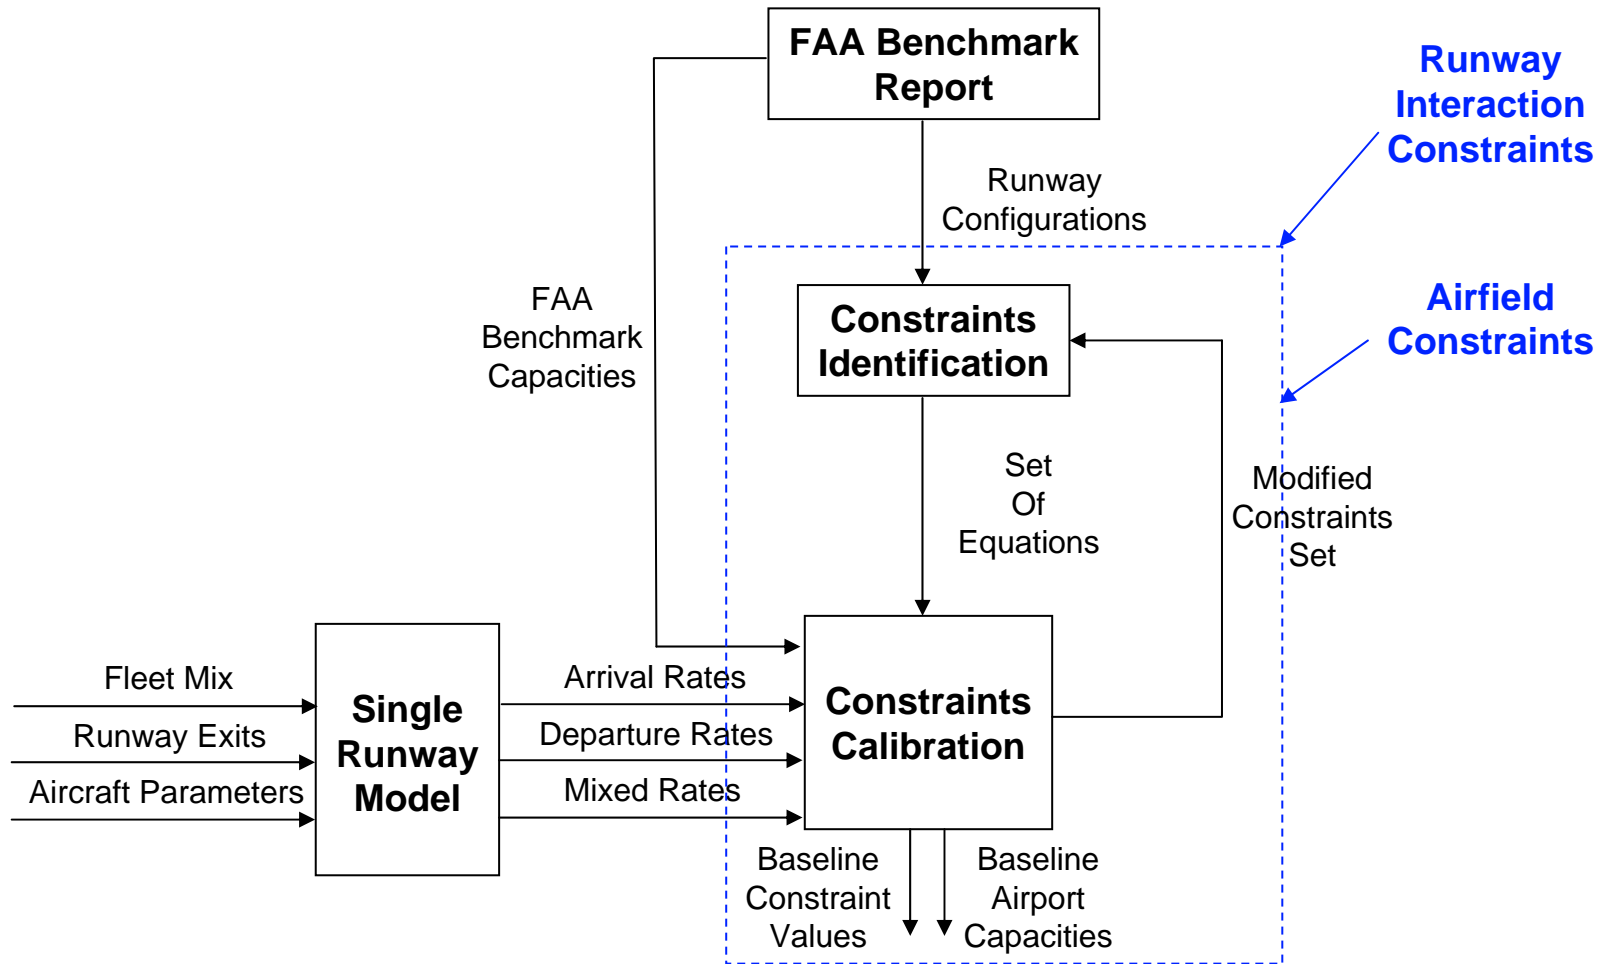 FAA Benchmark
Report
Runway
Interaction
Constraints
Runway
Configurations
FAA
Benchmark
Capacities
Constraints
Identification
Airfield
Constraints
Set
Of
Equations
Modified
Constraints
Set
Fleet Mix
Runway Exits
Aircraft Parameters
Single
Runway
Model
Arrival Rates
Departure Rates
Mixed Rates
Constraints
Calibration
Baseline
Constraint
Values
Baseline
Airport
Capacities